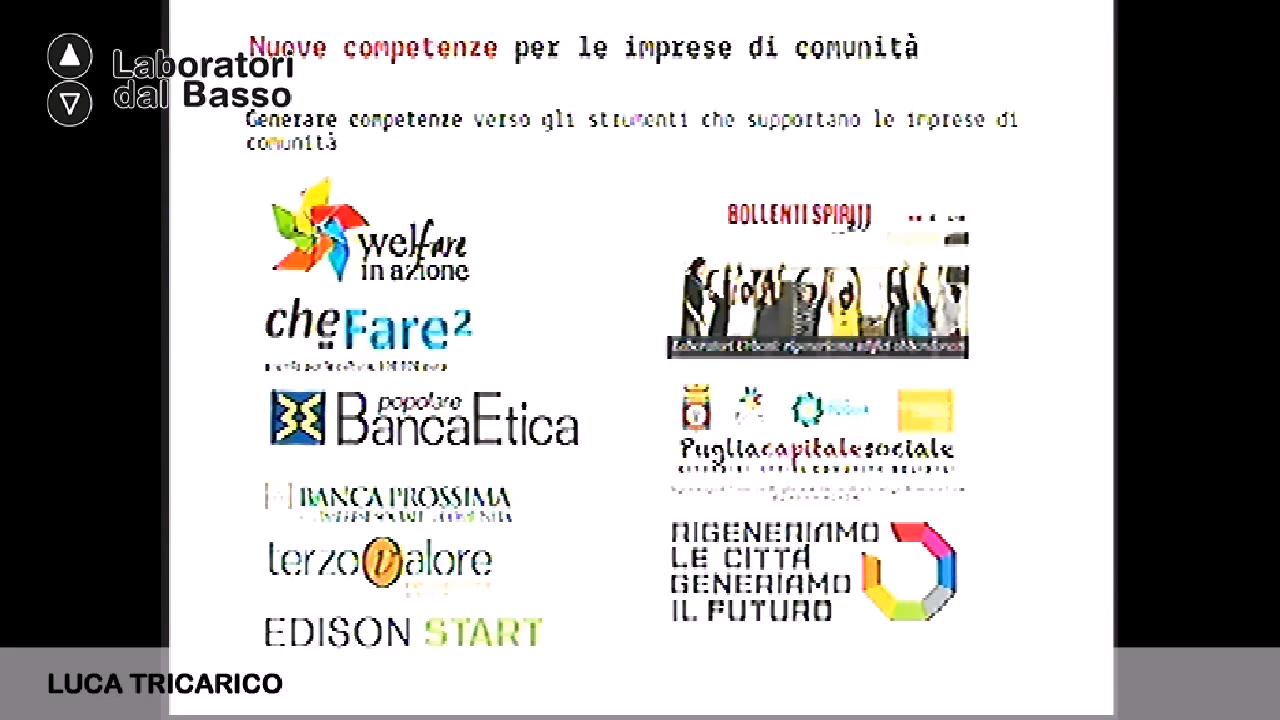 Nuove competenze per le imprese di comunità
Laboratori
dal Basso
Generare competenze verso gli strumenti che supportano le imprese di
comunità
welfare
in azione
cheFare²
popolare
BancaEtica
BANCA PROSSIMA
terzovalore
EDISON START
BOLLENTI SPIRITI
Laboratori Urbani:
Pugliacapitalesociale
RIGENERIAMO
LE CITTÀ
GENERIAMO
IL FUTURO
LUCA TRICARICO